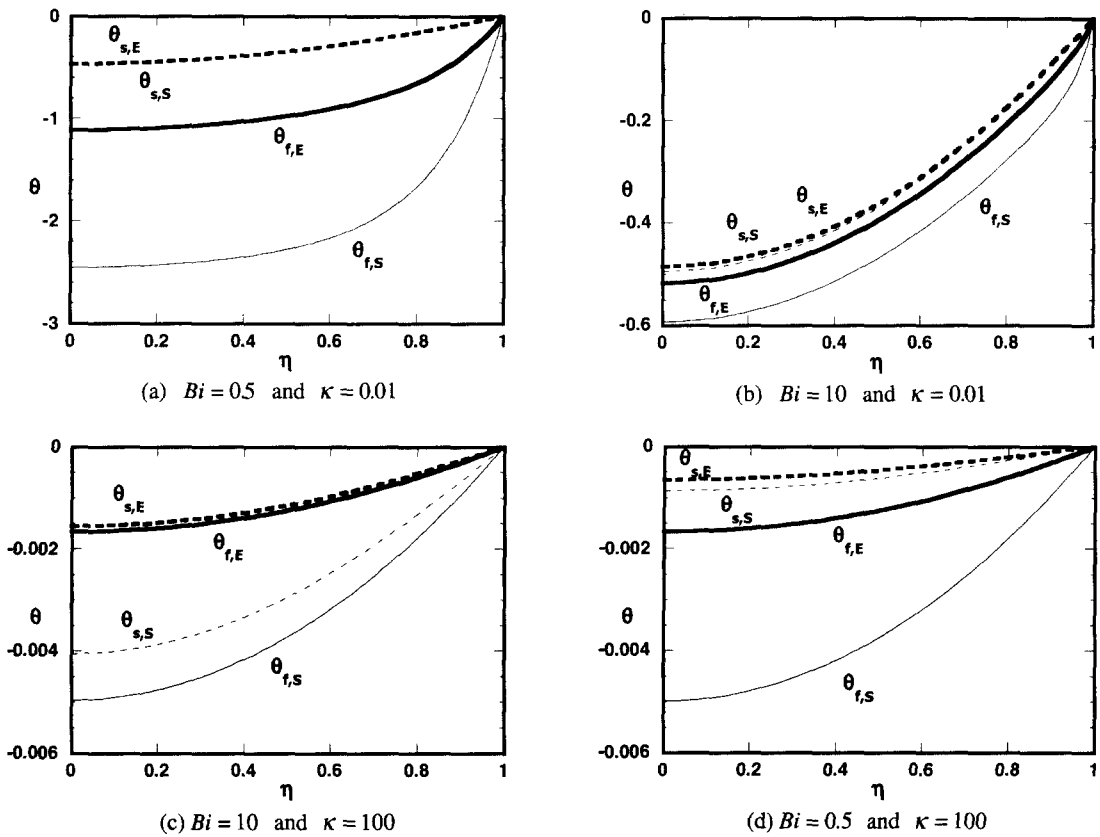 0
-1
-2
-3
θ
θs,E
θs,S
θf,E
θf,S
0 0.2 0.4 0.6 0.8 1
η
(a) Bi = 0.5 and κ = 0.01
0
-0.2
-0.4
-0.6
θ
θs,E
θs,S
θf,S
θf,E
0 0.2 0.4 0.6 0.8 1
η
(b) Bi = 10 and κ = 0.01
0
-0.002
-0.004
-0.006
θ
θs,E
θf,E
θs,S
θf,S
0 0.2 0.4 0.6 0.8 1
η
(c) Bi = 10 and κ = 100
0
-0.002
-0.004
-0.006
θ
θs,E
θs,S
θf,E
θf,S
0 0.2 0.4 0.6 0.8 1
η
(d) Bi = 0.5 and κ = 100